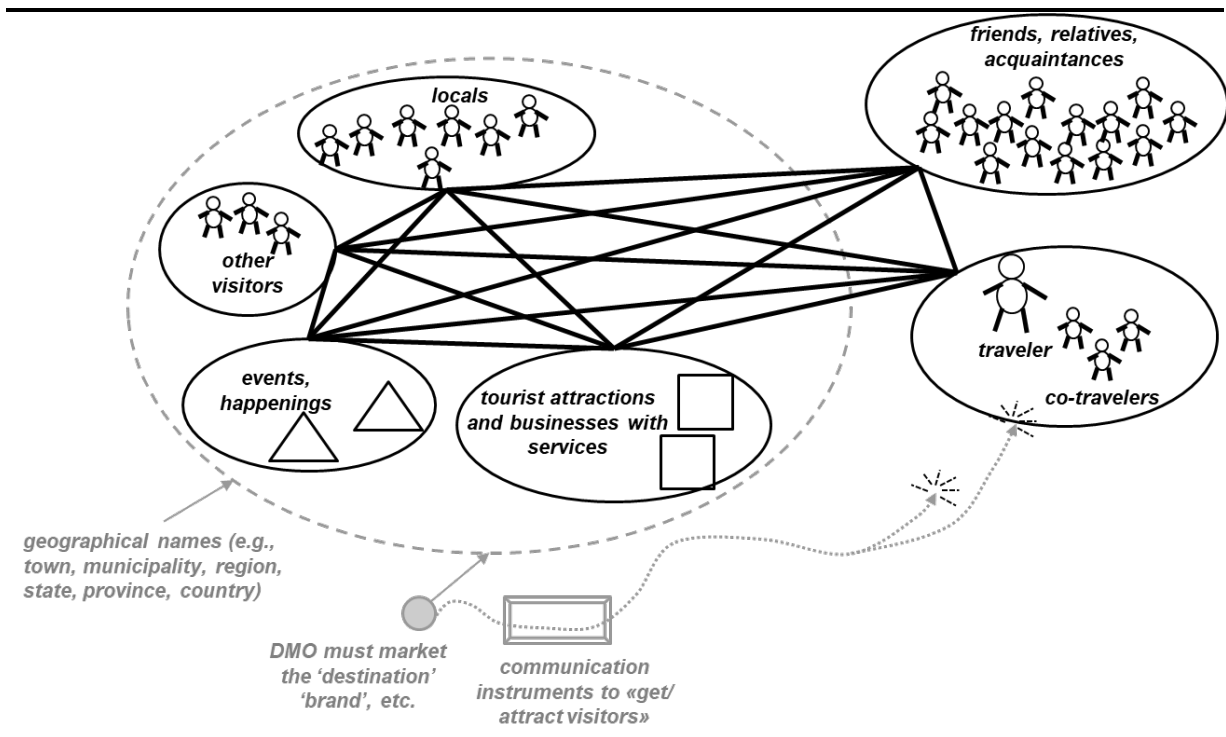 friends, relatives,
acquaintances
locals
other
visitors
traveler
co-travelers
events,
happenings
tourist attractions
and businesses with
services
geographical names (e.g.,
town, municipality, region,
state, province, country)
DMO must market
the ‘destination’
‘brand’, etc.
communication
instruments to «get/
attract visitors»